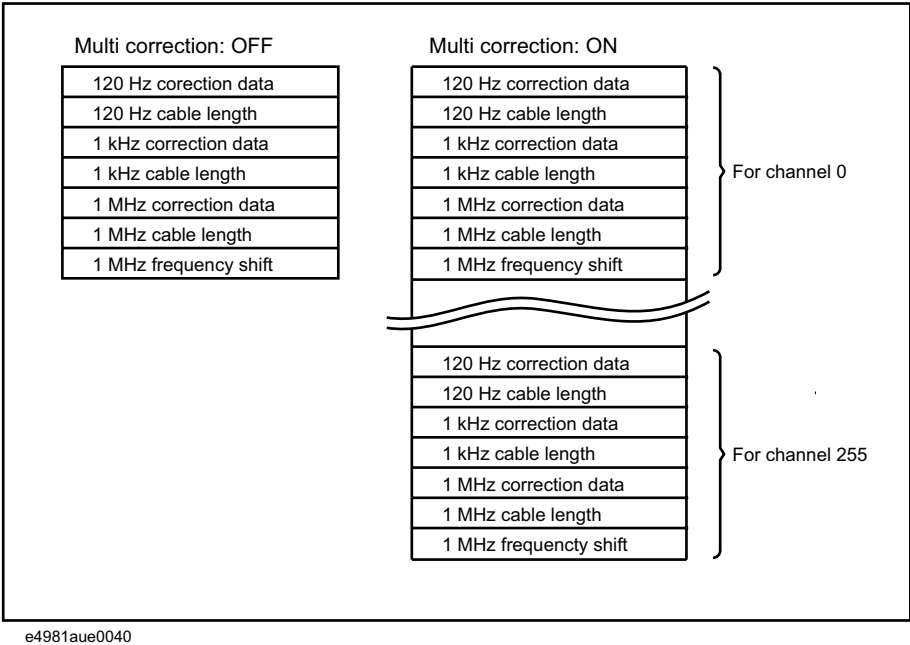 Multi correction: OFF
120 Hz corection data
120 Hz cable length
1 kHz correction data
1 kHz cable length
1 MHz correction data
1 MHz cable length
1 MHz frequency shift
Multi correction: ON
120 Hz correction data
120 Hz cable length
1 kHz correction data
1 kHz cable length
1 MHz correction data
1 MHz cable length
1 MHz frequency shift
For channel 0
120 Hz correction data
120 Hz cable length
1 kHz correction data
1 kHz cable length
1 MHz correction data
1 MHz cable length
1 MHz frequencty shift
For channel 255
e4981aue0040